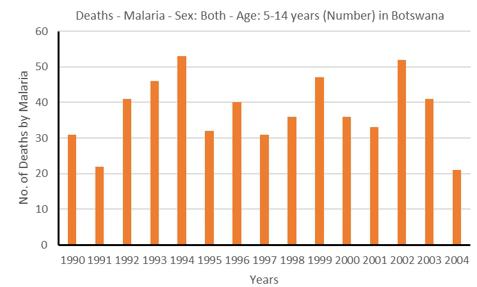 Deaths - Malaria - Sex: Both - Age: 5-14 years (Number) in Botswana
No. of Deaths by Malaria
60
50
40
30
20
10
0
1990 1991 1992 1993 1994 1995 1996 1997 1998 1999 2000 2001 2002 2003 2004
Years